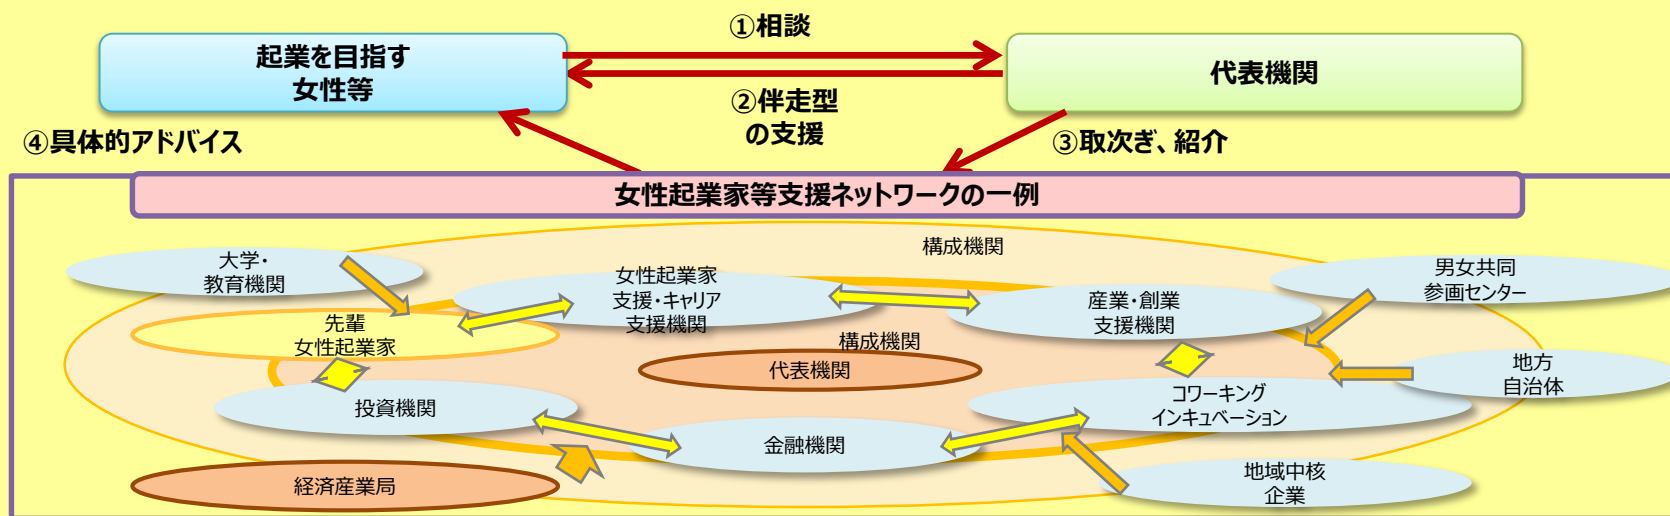 ①相談
起業を目指す
女性等
代表機関
②伴走型
の支援
④具体的アドバイス
③取次ぎ、紹介
女性起業家等支援ネットワークの一例
構成機関
大学・
教育機関
女性起業家
支援・キャリア
支援機関
産業・創業
支援機関
男女共同
参画センター
先輩
女性起業家
構成機関
代表機関
地方
自治体
投資機関
コワーキング
インキュベーション
金融機関
経済産業局
地域中核
企業